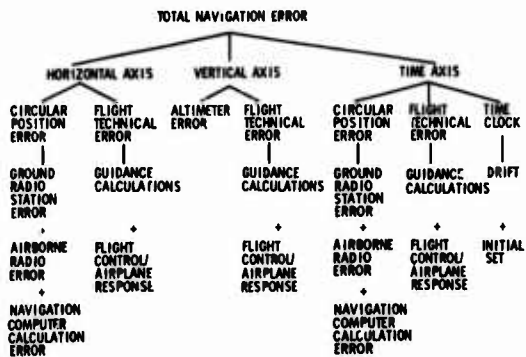 TOTAL NAVIGATION ERROR
HORIZONTAL AXIS VERTICAL AXIS TIME AXIS
CIRCULAR POSITION ERROR
FLIGHT TECHNICAL ERROR
ALTIMETER ERROR
FLIGHT TECHNICAL ERROR
CIRCULAR POSITION ERROR
FLIGHT TECHNICAL ERROR
TIME CLOCK
GROUND RADIO STATION ERROR
GUIDANCE CALCULATIONS
GUIDANCE CALCULATIONS
GROUND RADIO STATION ERROR
GUIDANCE CALCULATIONS
DRIFT
+ + + + + +
AIRBORNE RADIO ERROR
FLIGHT CONTROL/ AIRPLANE RESPONSE
FLIGHT CONTROL/ AIRPLANE RESPONSE
AIRBORNE RADIO ERROR
FLIGHT CONTROL/ AIRPLANE RESPONSE
INITIAL SET
+ +
NAVIGATION COMPUTER CALCULATION ERROR
NAVIGATION COMPUTER CALCULATION ERROR